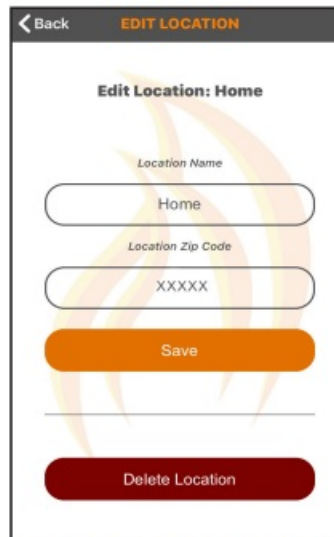 Back EDIT LOCATION
Edit Location: Home
Location Name
Home
Location Zip Code
XXXXX
Save
Delete Location